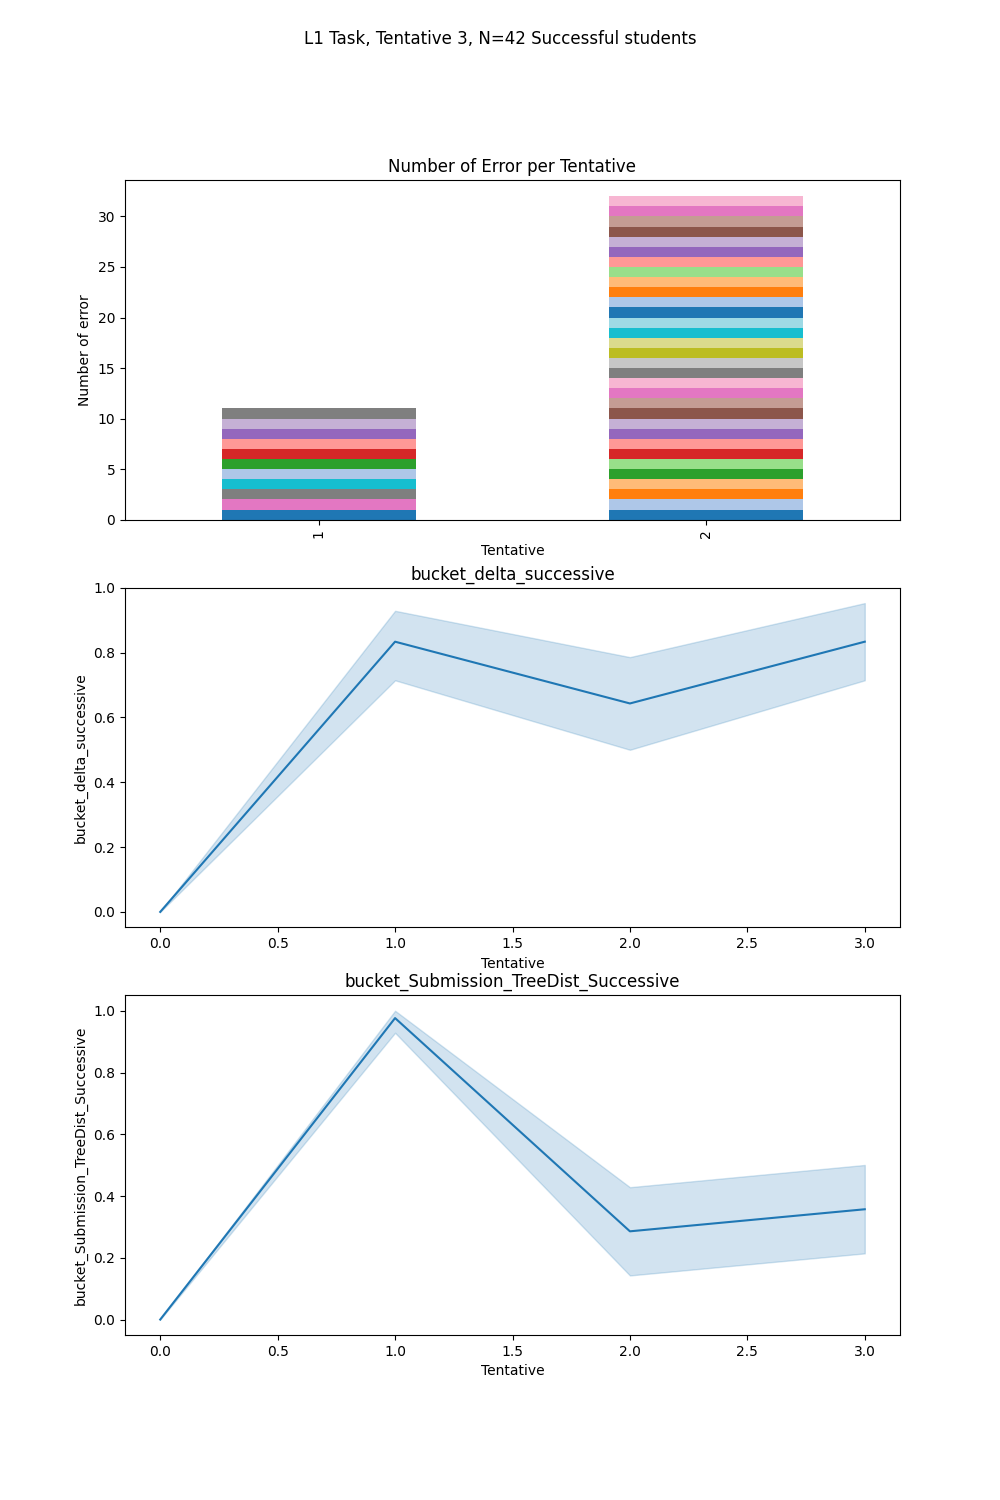 L1 Task, Tentative 3, N=42 Successful students
Number of Error per Tentative
Number of error
30
25
20
15
10
5
0
1
2
Tentative
bucket_delta_successive
bucket_delta_successive
1.0
0.8
0.6
0.4
0.2
0.0
0.0 0.5 1.0 1.5 2.0 2.5 3.0
Tentative
bucket_Submission_TreeDist_Successive
bucket_Submission_TreeDist_Successive
1.0
0.8
0.6
0.4
0.2
0.0
0.0 0.5 1.0 1.5 2.0 2.5 3.0
Tentative